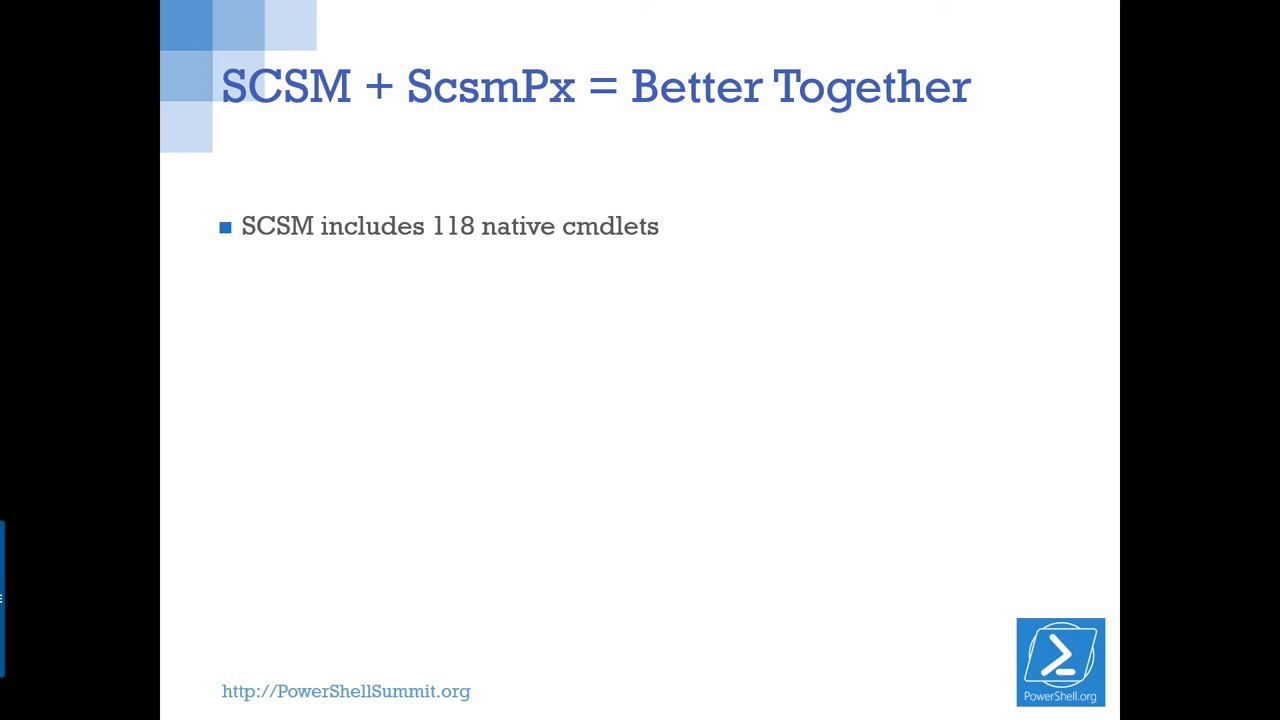 SCSM + ScsmPx = Better Together
SCSM includes 118 native cmdlets
http://PowerShellSummit.org
PowerShell.org